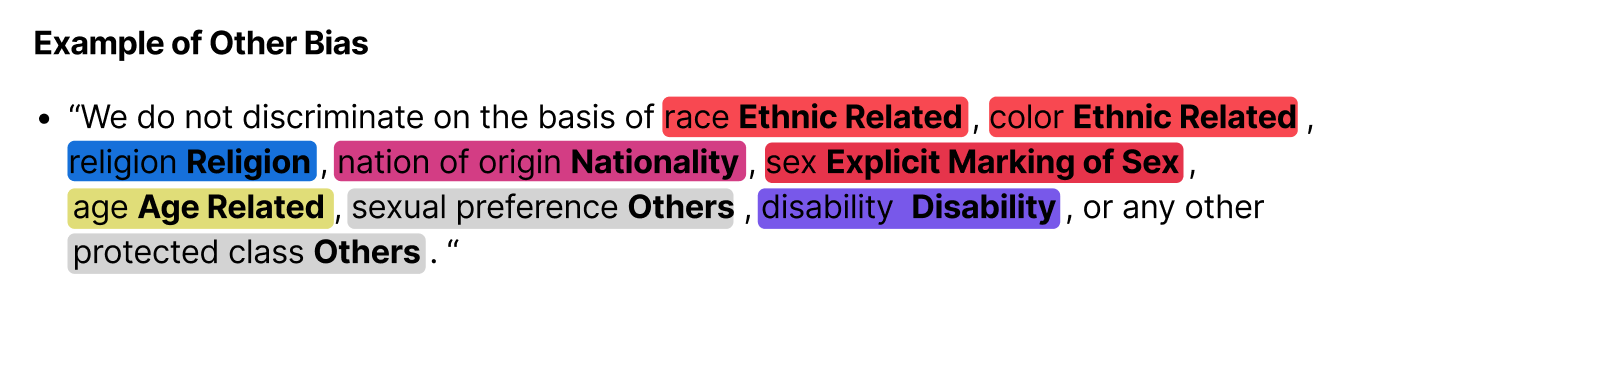 Example of Other Bias
• “We do not discriminate on the basis of race Ethnic Related , color Ethnic Related ,
religion Religion , nation of origin Nationality , sex Explicit Marking of Sex ,
age Age Related , sexual preference Others , disability Disability , or any other
protected class Others . “